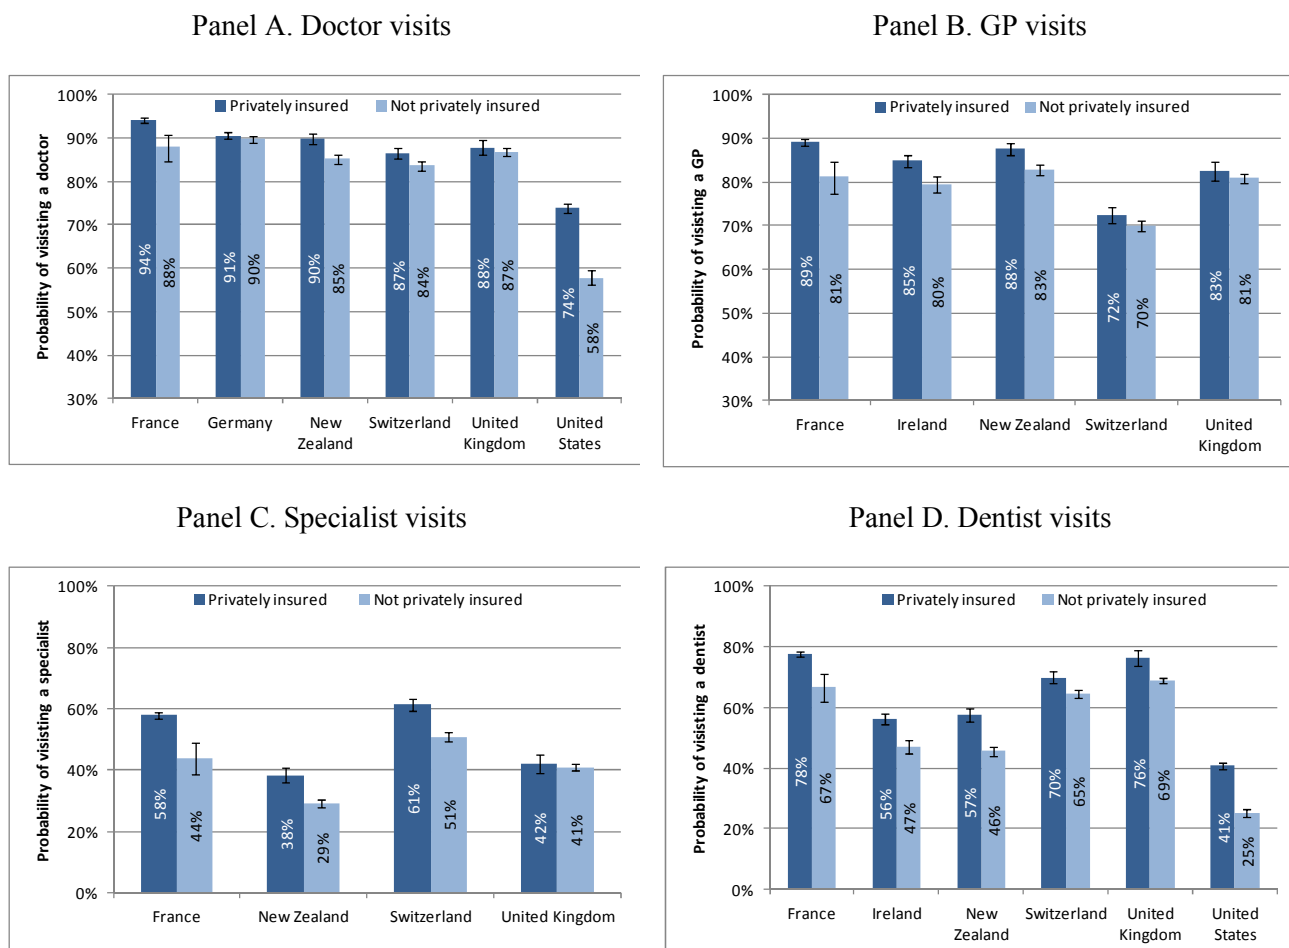 Panel A. Doctor visits
Probability of visisting a doctor
100%
90%
80%
70%
60%
50%
40%
30%
Privately insured Not privately insured
94% 88% 91% 90% 90% 85% 87% 84% 88% 87% 74% 58%
France Germany New Switzerland United United
Zealand Kingdom States
Panel B. GP visits
Probability of visisting a GP
100%
90%
80%
70%
60%
50%
40%
30%
Privately insured Not privately insured
89% 81% 85% 80% 88% 83% 72% 70% 83% 81%
France Ireland New Zealand Switzerland United
Kingdom
Panel C. Specialist visits
Probability of visisting a specialist
100%
80%
60%
40%
20%
0%
Privately insured Not privately insured
58% 44% 38% 29% 61% 51% 42% 41%
France New Zealand Switzerland United Kingdom
Panel D. Dentist visits
Probability of visisting a dentist
100%
80%
60%
40%
20%
0%
Privately insured Not privately insured
78% 67% 56% 47% 57% 46% 70% 65% 76% 69% 41% 25%
France Ireland New Switzerland United United
Zealand Kingdom States